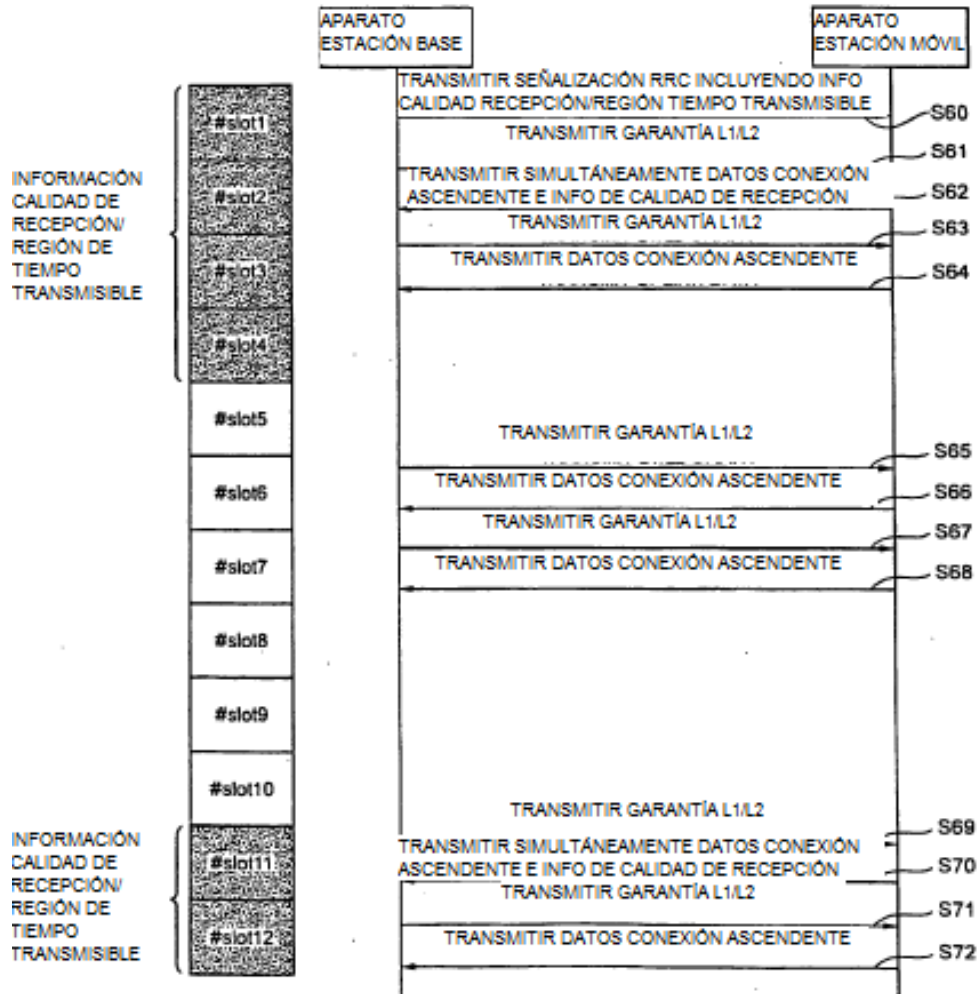 APARATO
ESTACIÓN BASE
APARATO
ESTACIÓN MÓVIL
TRANSMITIR SEÑALIZACIÓN RRC INCLUYENDO INFO
CALIDAD RECEPCIÓN/REGIÓN TIEMPO TRANSMISIBLE
S60
#slot1
TRANSMITIR GARANTÍA L1/L2
S61
INFORMACIÓN
CALIDAD DE
RECEPCIÓN/
REGIÓN DE
TIEMPO
TRANSMISIBLE
#slot2
TRANSMITIR SIMULTÁNEAMENTE DATOS CONEXIÓN
ASCENDENTE E INFO DE CALIDAD DE RECEPCIÓN
S62
TRANSMITIR GARANTÍA L1/L2
S63
#slot3
TRANSMITIR DATOS CONEXIÓN ASCENDENTE
S64
#slot4
#slot5
TRANSMITIR GARANTÍA L1/L2
S65
#slot6
TRANSMITIR DATOS CONEXIÓN ASCENDENTE
S66
TRANSMITIR GARANTÍA L1/L2
S67
#slot7
TRANSMITIR DATOS CONEXIÓN ASCENDENTE
S68
#slot8
#slot9
#slot10
TRANSMITIR GARANTÍA L1/L2
S69
INFORMACIÓN
CALIDAD DE
RECEPCIÓN/
REGIÓN DE
TIEMPO
TRANSMISIBLE
#slot11
TRANSMITIR SIMULTÁNEAMENTE DATOS CONEXIÓN
ASCENDENTE E INFO DE CALIDAD DE RECEPCIÓN
S70
TRANSMITIR GARANTÍA L1/L2
S71
#slot12
TRANSMITIR DATOS CONEXIÓN ASCENDENTE
S72